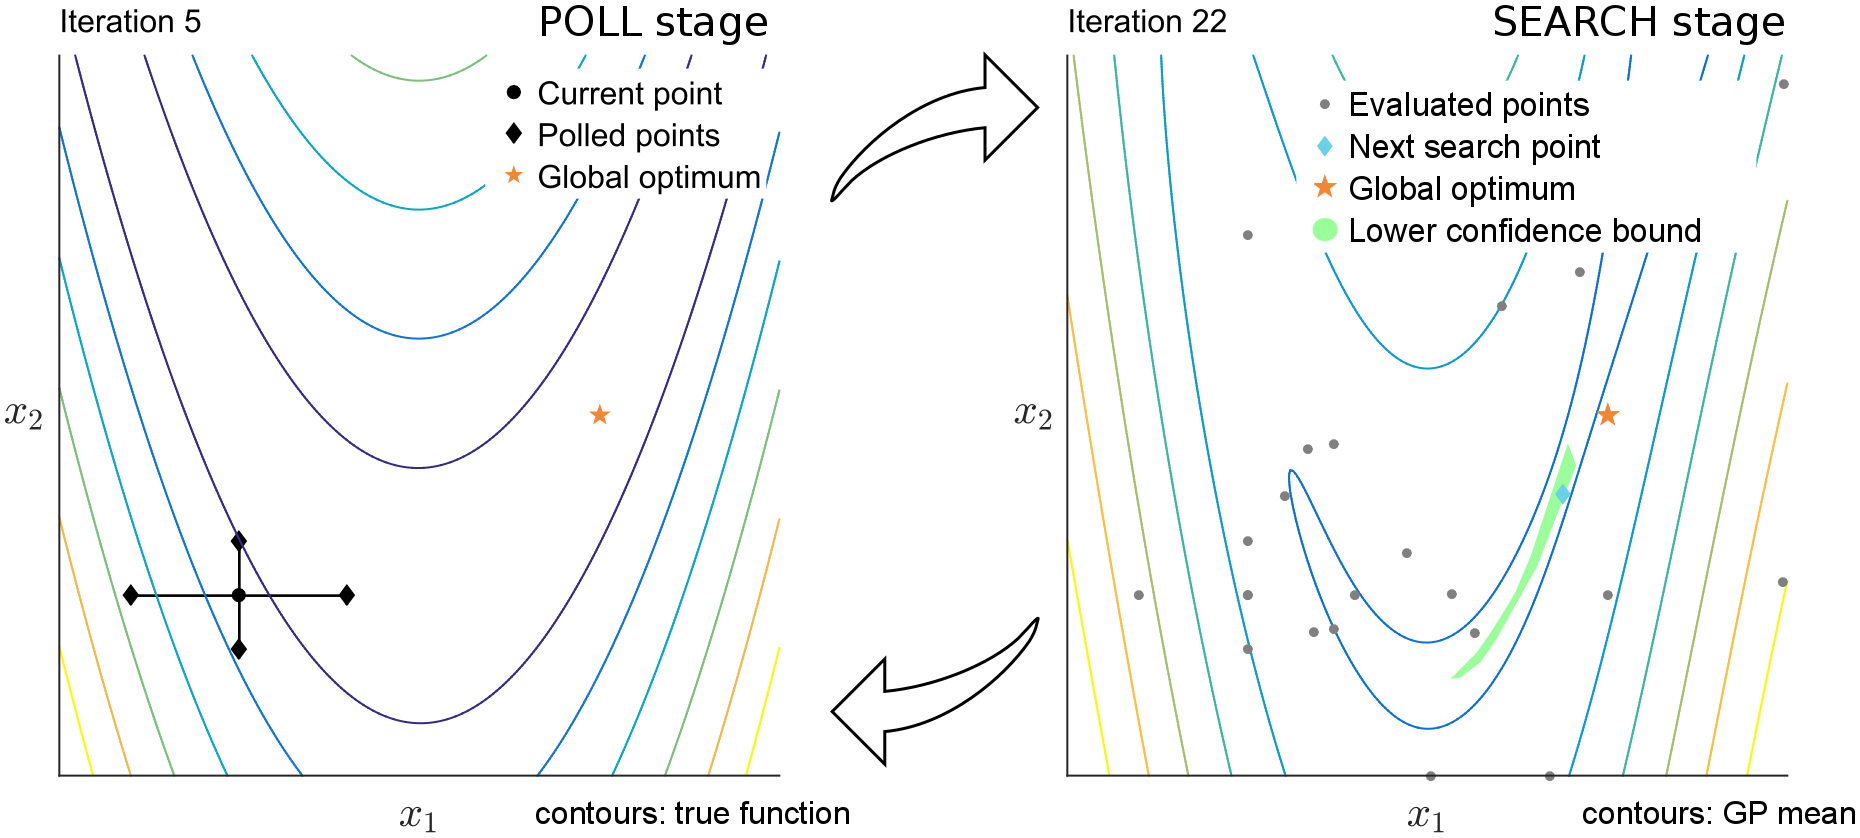 Iteration 5
POLL stage
Current point
Polled points
Global optimum
x2
x1
contours: true function
Iteration 22
SEARCH stage
Evaluated points
Next search point
Global optimum
Lower confidence bound
x2
x1
contours: GP mean